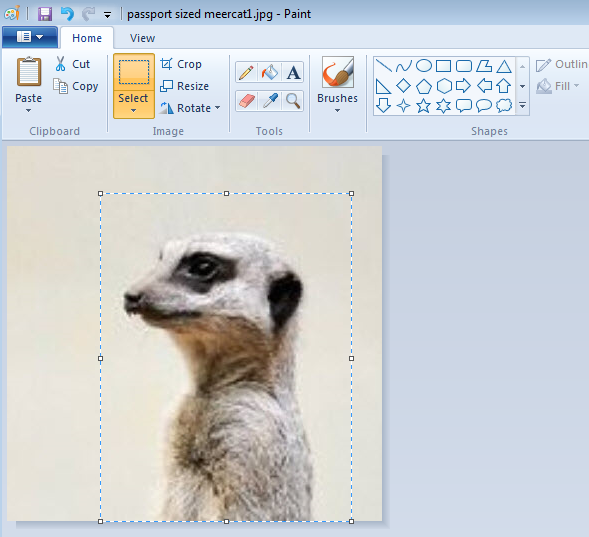 passport sized meercat1.jpg - Paint
Home View
Cut
Copy
Paste
Clipboard
Select
Crop
Resize
Rotate
Image
A
Tools
Brushes
Shapes
Outlin
Fill